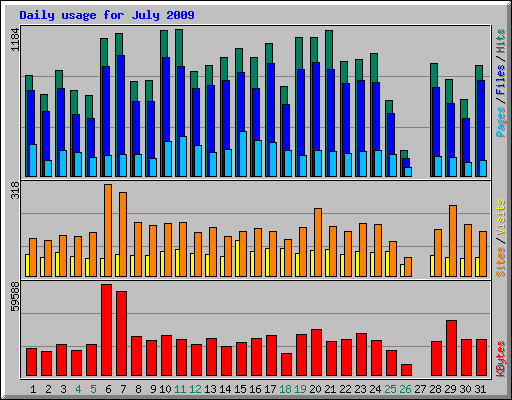 Daily usage for July 2009
1184
Pages / Files / Hits
318
Sites / Visits
59588
KBytes
1 2 3 4 5 6 7 8 9 10 11 12 13 14 15 16 17 18 19 20 21 22 23 24 25 26 27 28 29 30 31